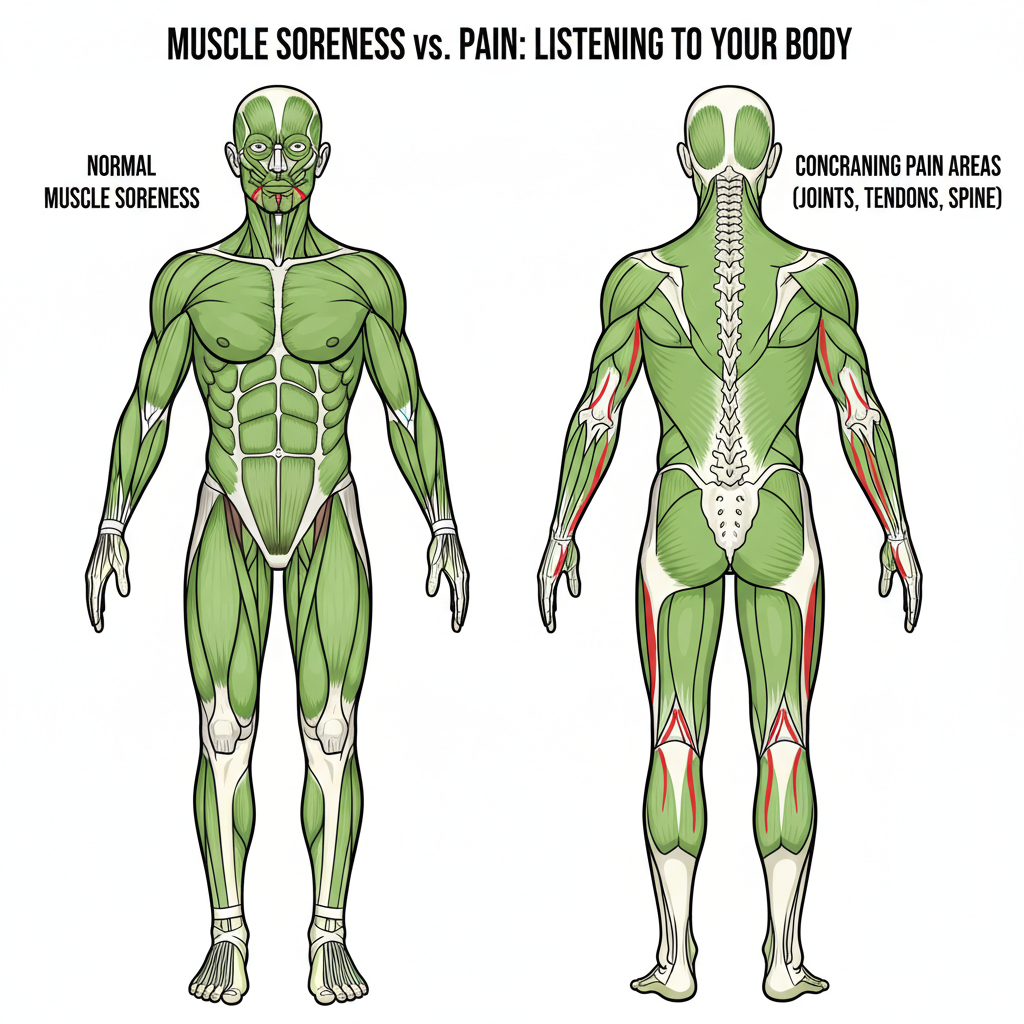 MUSCLE SORENESS vs. PAIN: LISTENING TO YOUR BODY
NORMAL
MUSCLE SORENESS
CONCRANING PAIN AREAS
(JOINTS, TENDONS, SPINE)